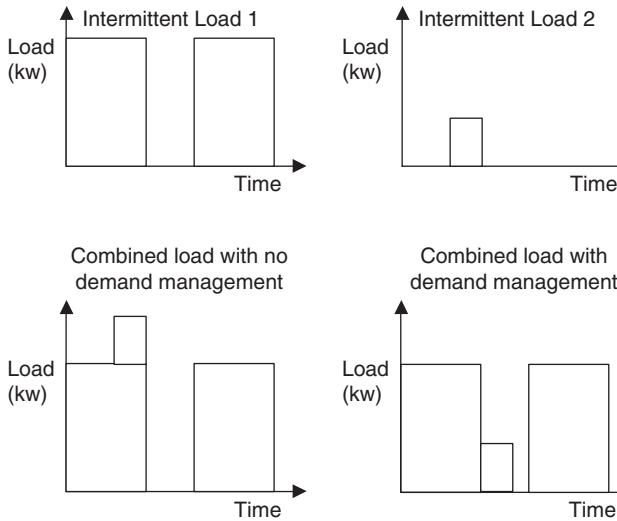 Intermittent Load 1
Load
(kw)
Time
Intermittent Load 2
Load
(kw)
Time
Combined load with no
demand management
Load
(kw)
Time
Combined load with
demand management
Load
(kw)
Time